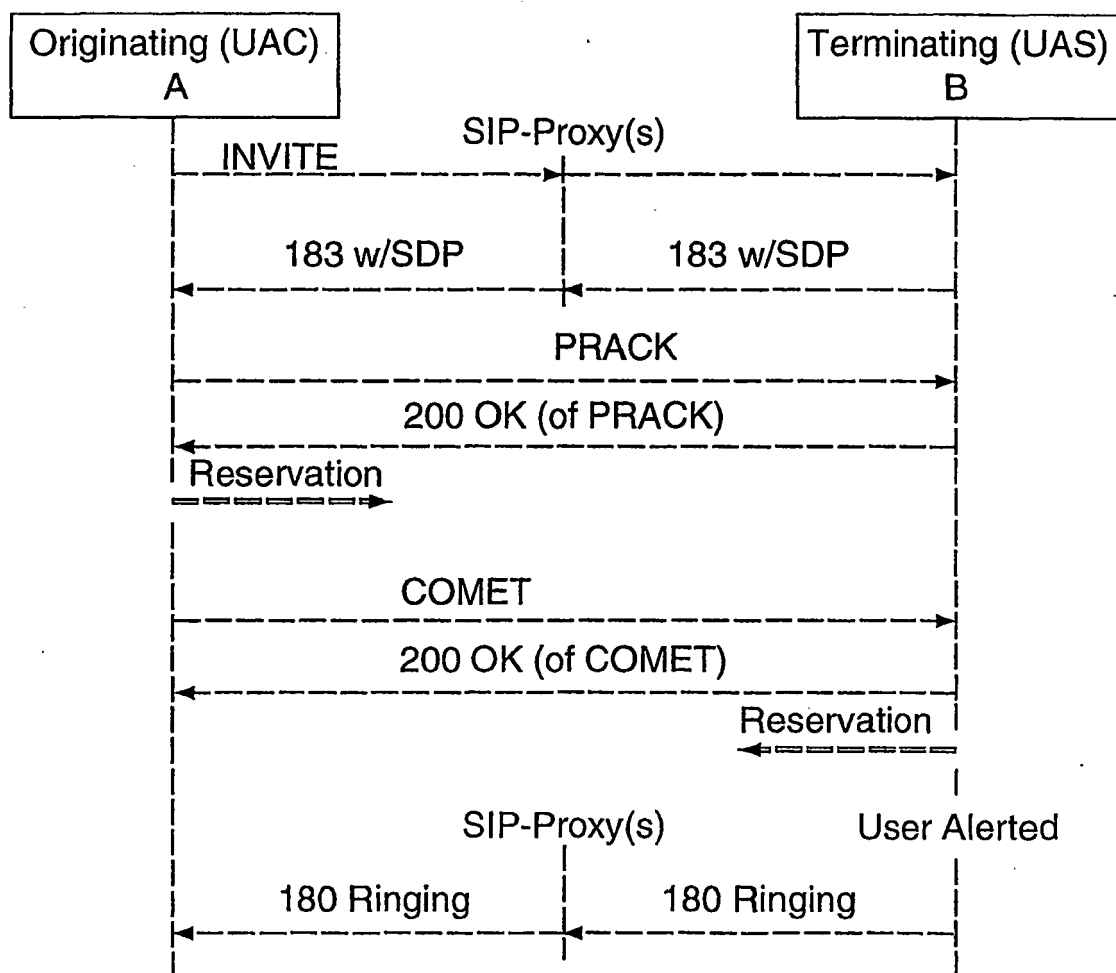 Originating (UAC)
A
Terminating (UAS)
B
SIP-Proxy(s)
INVITE
183 w/SDP
183 w/SDP
PRACK
200 OK (of PRACK)
Reservation
COMET
200 OK (of COMET)
Reservation
SIP-Proxy(s)
User Alerted
180 Ringing
180 Ringing